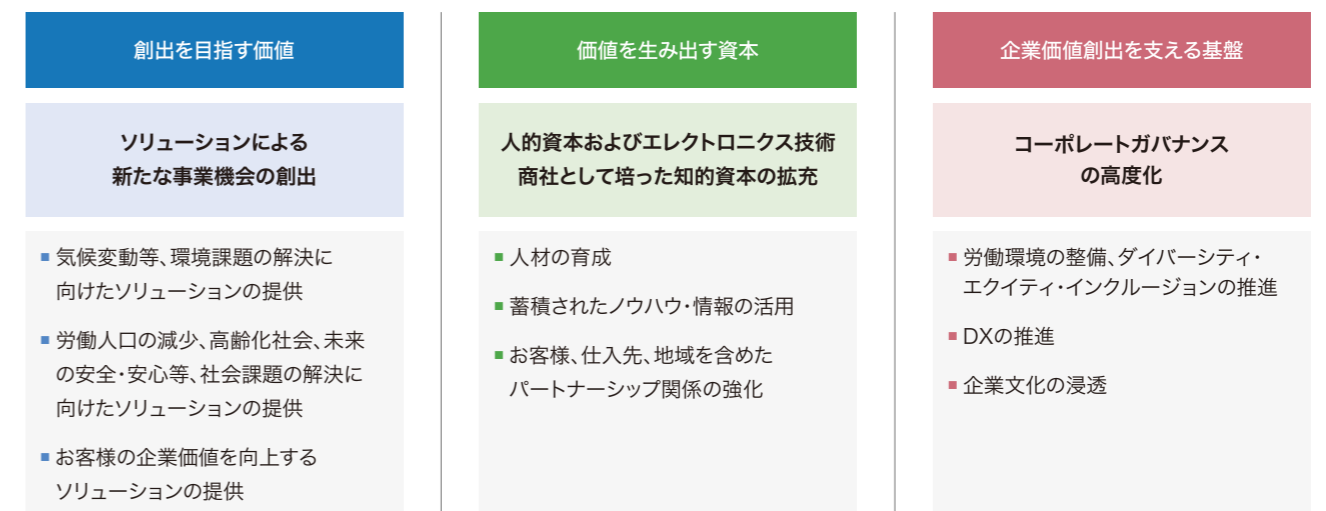 創出を目指す価値
ソリューションによる
新たな事業機会の創出
■ 気候変動等、環境課題の解決に
向けたソリューションの提供
■ 労働人口の減少、高齢化社会、未来
の安全・安心等、社会課題の解決に
向けたソリューションの提供
■ お客様の企業価値を向上する
ソリューションの提供
価値を生み出す資本
人的資本およびエレクトロニクス技術
商社として培った知的資本の拡充
■ 人材の育成
■ 蓄積されたノウハウ・情報の活用
■ お客様、仕入先、地域を含めた
パートナーシップ関係の強化
企業価値創出を支える基盤
コーポレートガバナンス
の高度化
■ 労働環境の整備、ダイバーシティ・
エクイティ・インクルージョンの推進
■ DXの推進
■ 企業文化の浸透